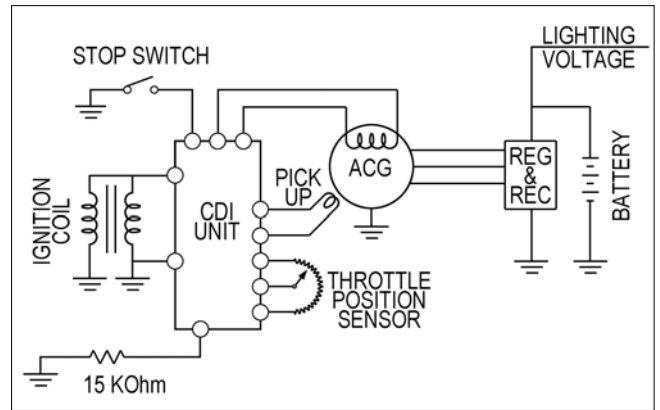 LIGHTING
VOLTAGE
STOP SWITCH
ACG
REG
&
REC
BATTERY
PICK
UP
CDI
UNIT
IGNITION
COIL
THROTTLE
POSITION
SENSOR
15 KOhm